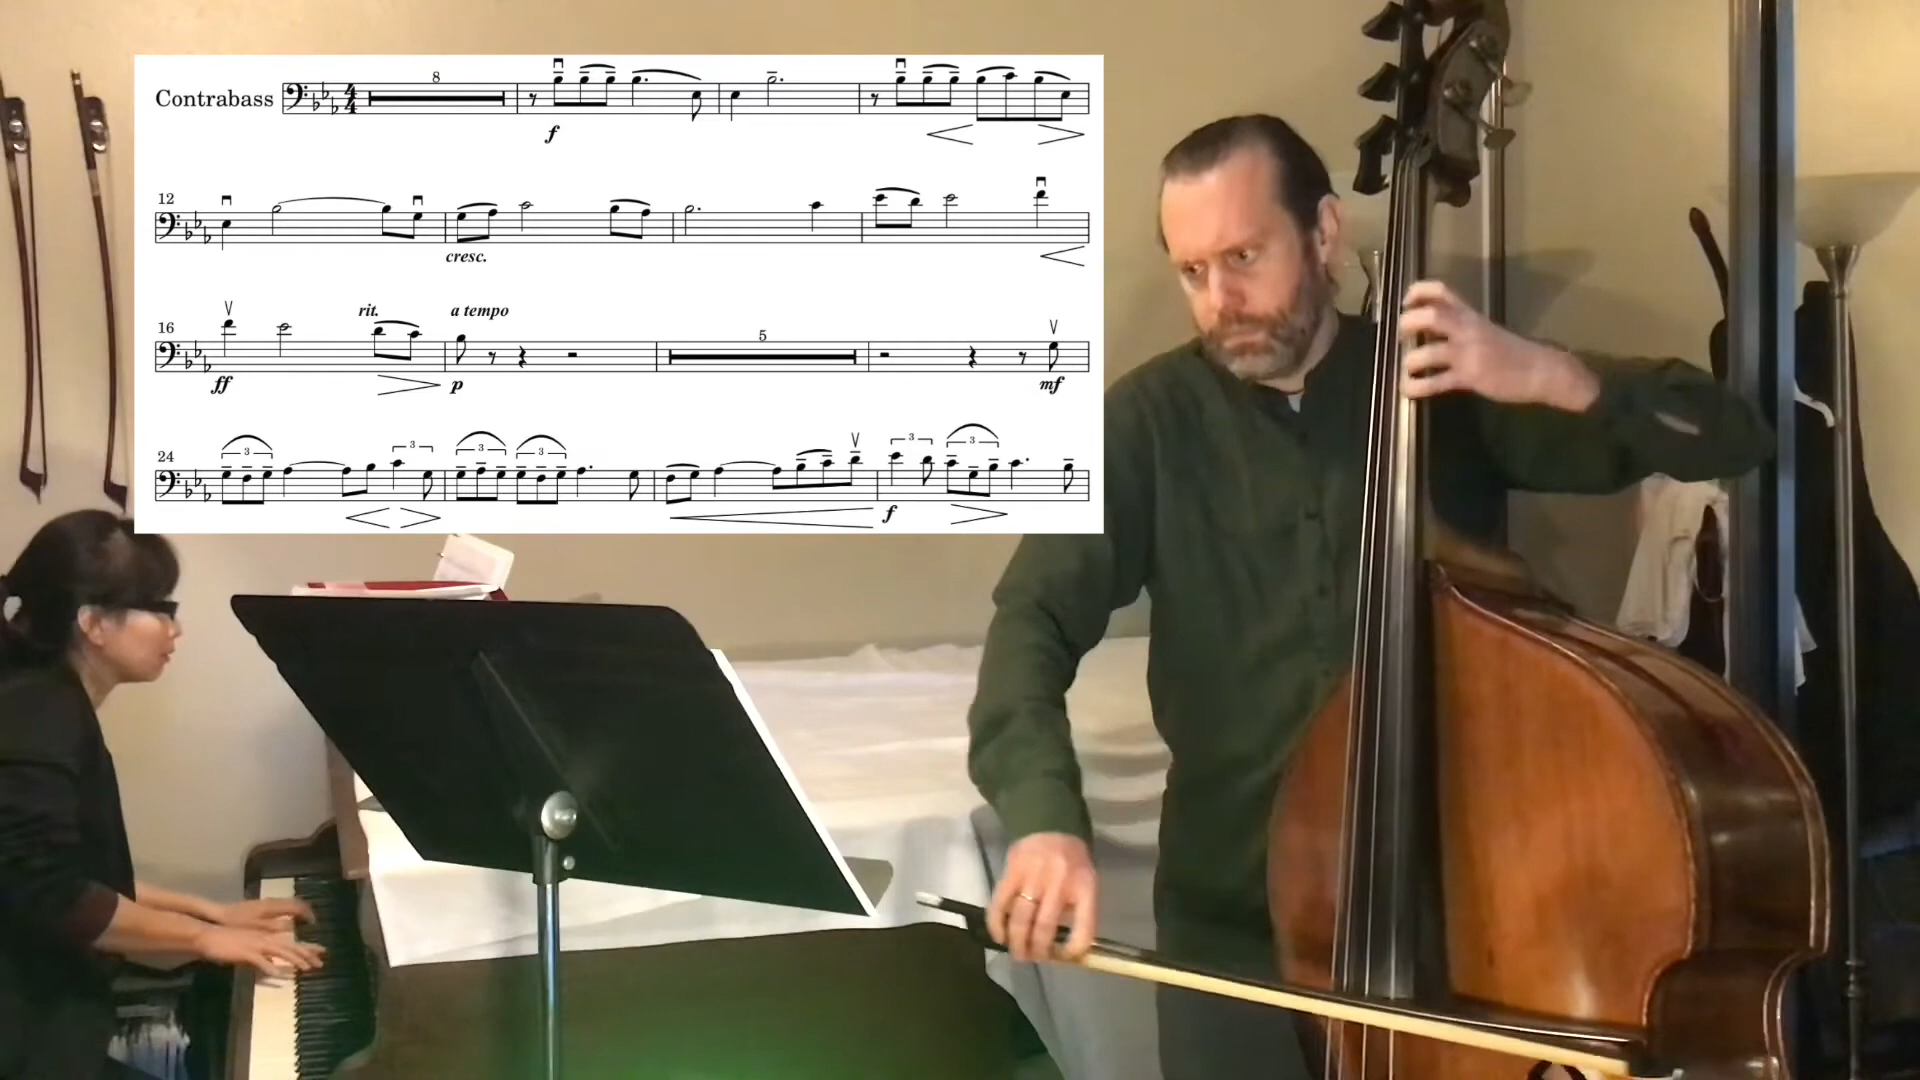 8
Contrabass
f
12
cresc.
rit. a tempo
16 5
ff p mf
3 3 3 3 3 3
24
f